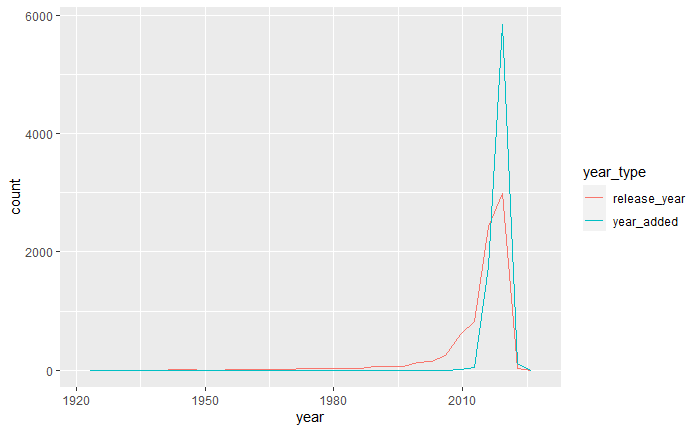 6000
4000
2000
0
count
1920 1950 1980 2010
year
year_type
release_year
year_added